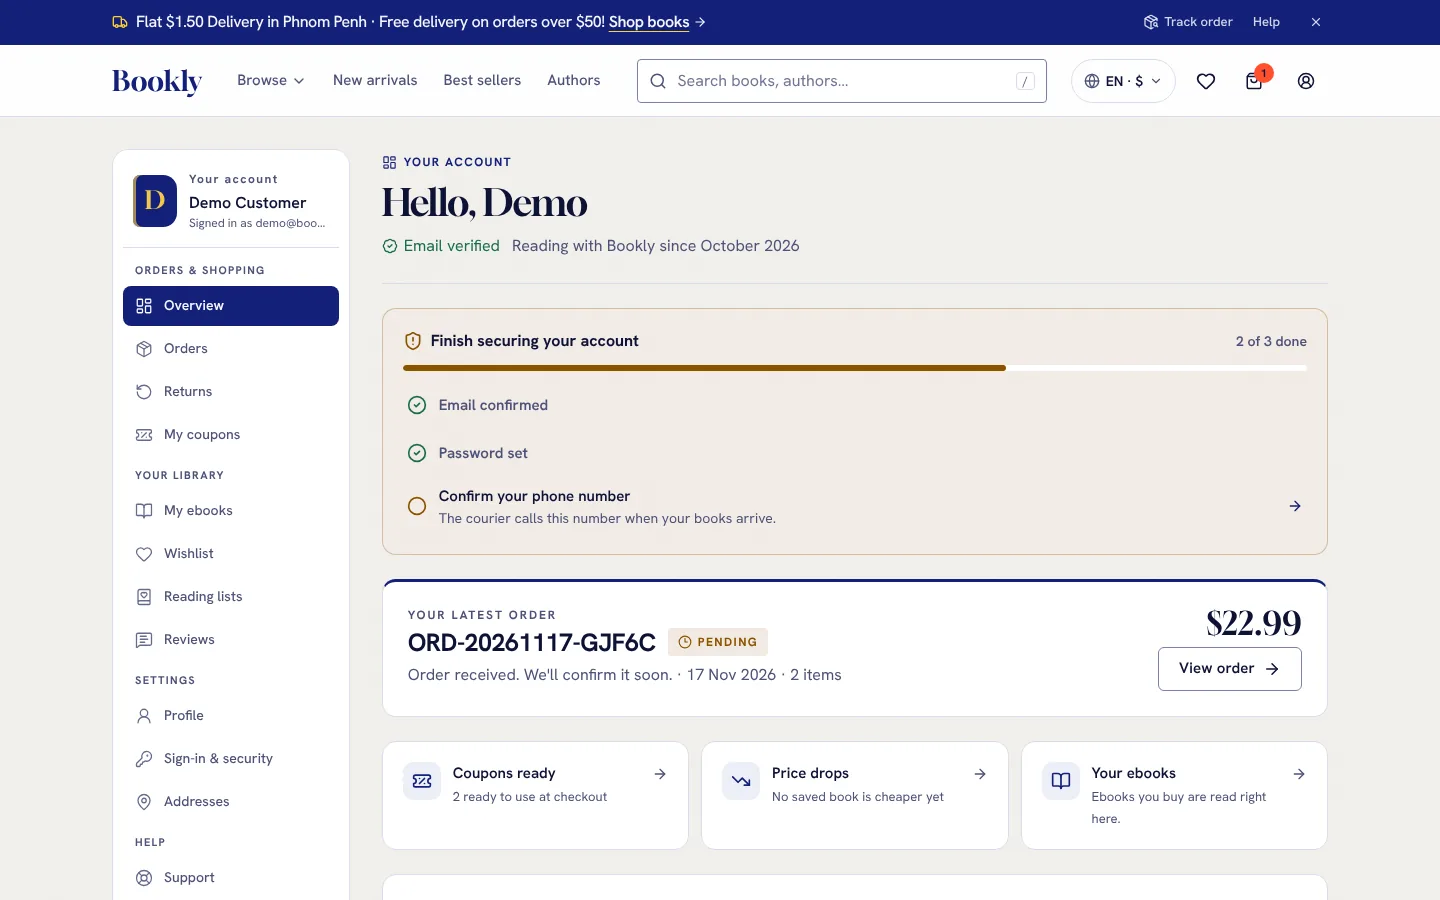 Flat $1.50 Delivery in Phnom Penh · Free delivery on orders over $50! Shop books →
Track order
Help
Bookly
Browse
New arrivals
Best sellers
Authors
Search books, authors...
/
EN · $
1
Your account
D
Demo Customer
Signed in as demo@boo...
ORDERS & SHOPPING
Overview
Orders
Returns
My coupons
YOUR LIBRARY
My ebooks
Wishlist
Reading lists
Reviews
SETTINGS
Profile
Sign-in & security
Addresses
HELP
Support
YOUR ACCOUNT
Hello, Demo
Email verified Reading with Bookly since October 2026
Finish securing your account
2 of 3 done
Email confirmed
Password set
Confirm your phone number
The courier calls this number when your books arrive.
YOUR LATEST ORDER
ORD-20261117-GJF6C
PENDING
Order received. We'll confirm it soon. · 17 Nov 2026 · 2 items
$22.99
View order →
Coupons ready
2 ready to use at checkout
Price drops
No saved book is cheaper yet
Your ebooks
Ebooks you buy are read right
here.